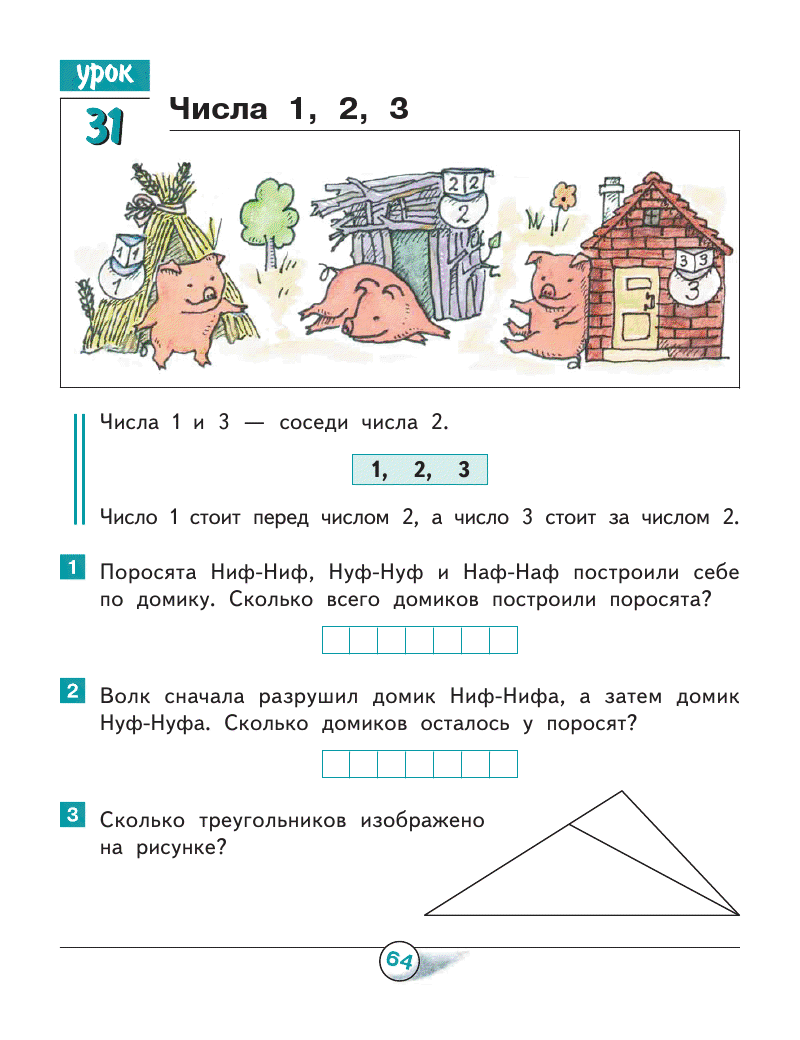 урок
31
Числа 1, 2, 3
1 1
1
2 2
2
3 3
3
Числа 1 и 3 — соседи числа 2.
1, 2, 3
Число 1 стоит перед числом 2, а число 3 стоит за числом 2.
1 Поросята Ниф-Ниф, Нуф-Нуф и Наф-Наф построили себе
по домику. Сколько всего домиков построили поросята?
2 Волк сначала разрушил домик Ниф-Нифа, а затем домик
Нуф-Нуфа. Сколько домиков осталось у поросят?
3 Сколько треугольников изображено
на рисунке?
64